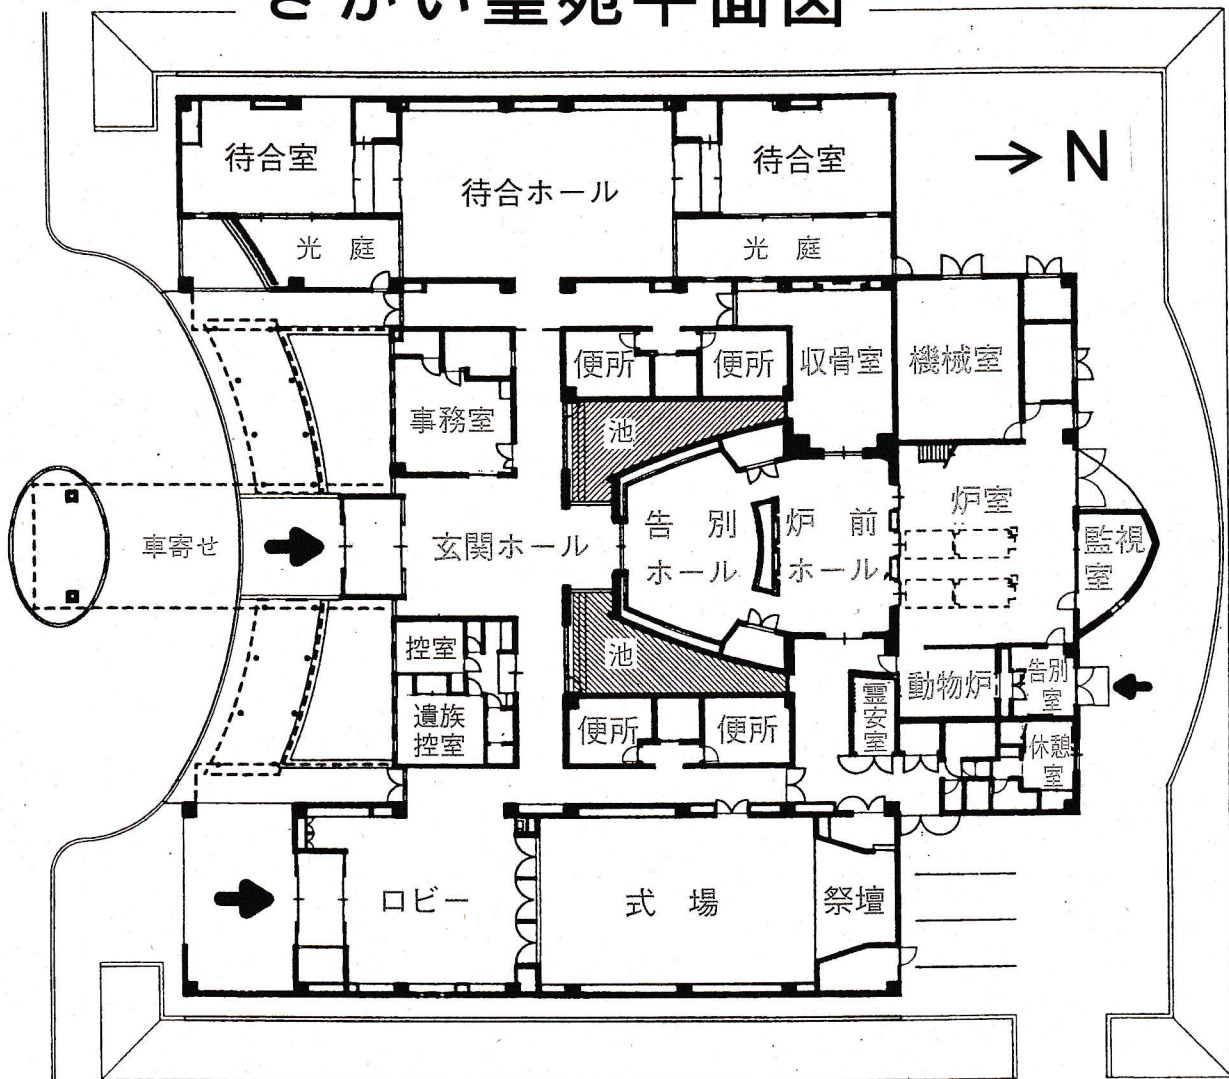 さかい聖苑平面図
待合室
待合ホール
待合室
N
光 庭
光 庭
便所
便所
収骨室
機械室
事務室
池
車寄せ
玄関ホール
告 別
ホール
炉 前
ホール
炉室
監視
室
控室
遺族
控室
池
便所
便所
霊
安
室
動物炉
告別
室
休憩
室
ロビー
式 場
祭壇